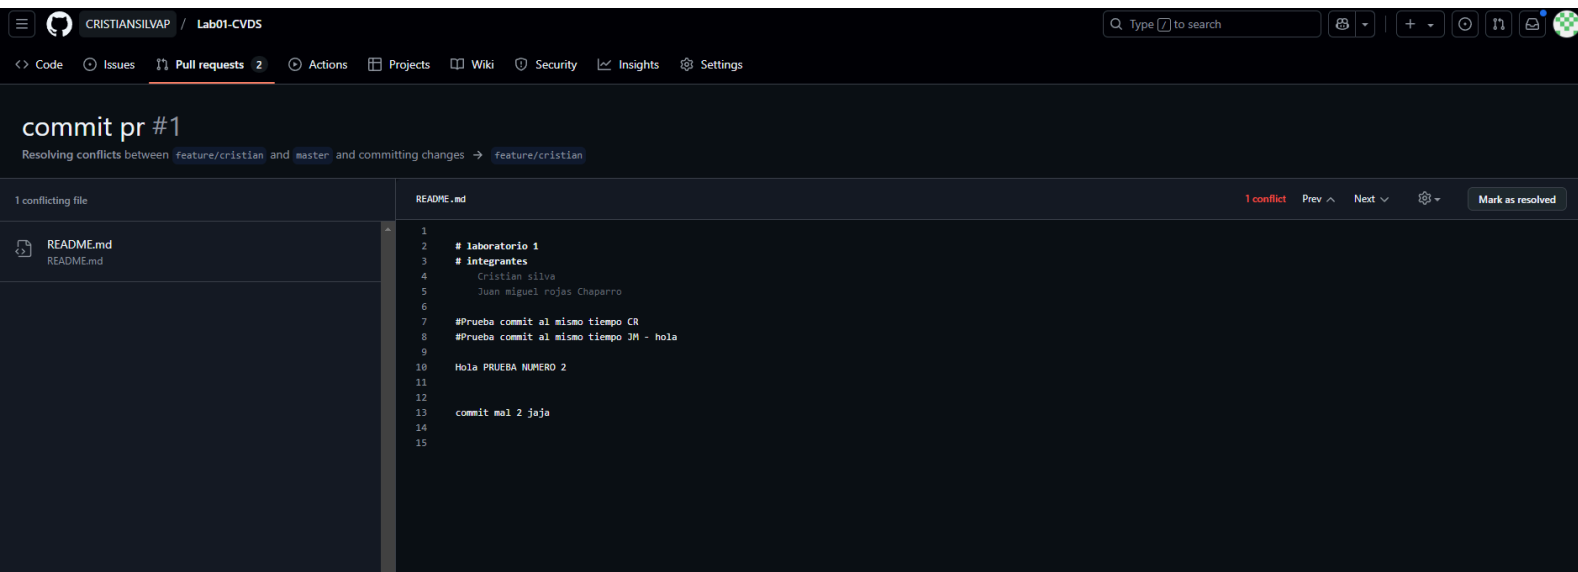 CRISTIANSILVAP / Lab01-CVDS
Type / to search
<> Code Issues Pull requests 2 Actions Projects Wiki Security Insights Settings
commit pr #1
Resolving conflicts between feature/cristian and master and committing changes → feature/cristian
1 conflicting file
README.md
README.md
README.md 1 conflict Prev Next Mark as resolved
1
2 # laboratorio 1
3 # integrantes
4 Cristian silva
5 Juan miguel rojas Chaparro
6
7 #Prueba commit al mismo tiempo CR
8 #Prueba commit al mismo tiempo JM - hola
9
10 Hola PRUEBA NUMERO 2
11
12
13 commit mal 2 jaja
14
15